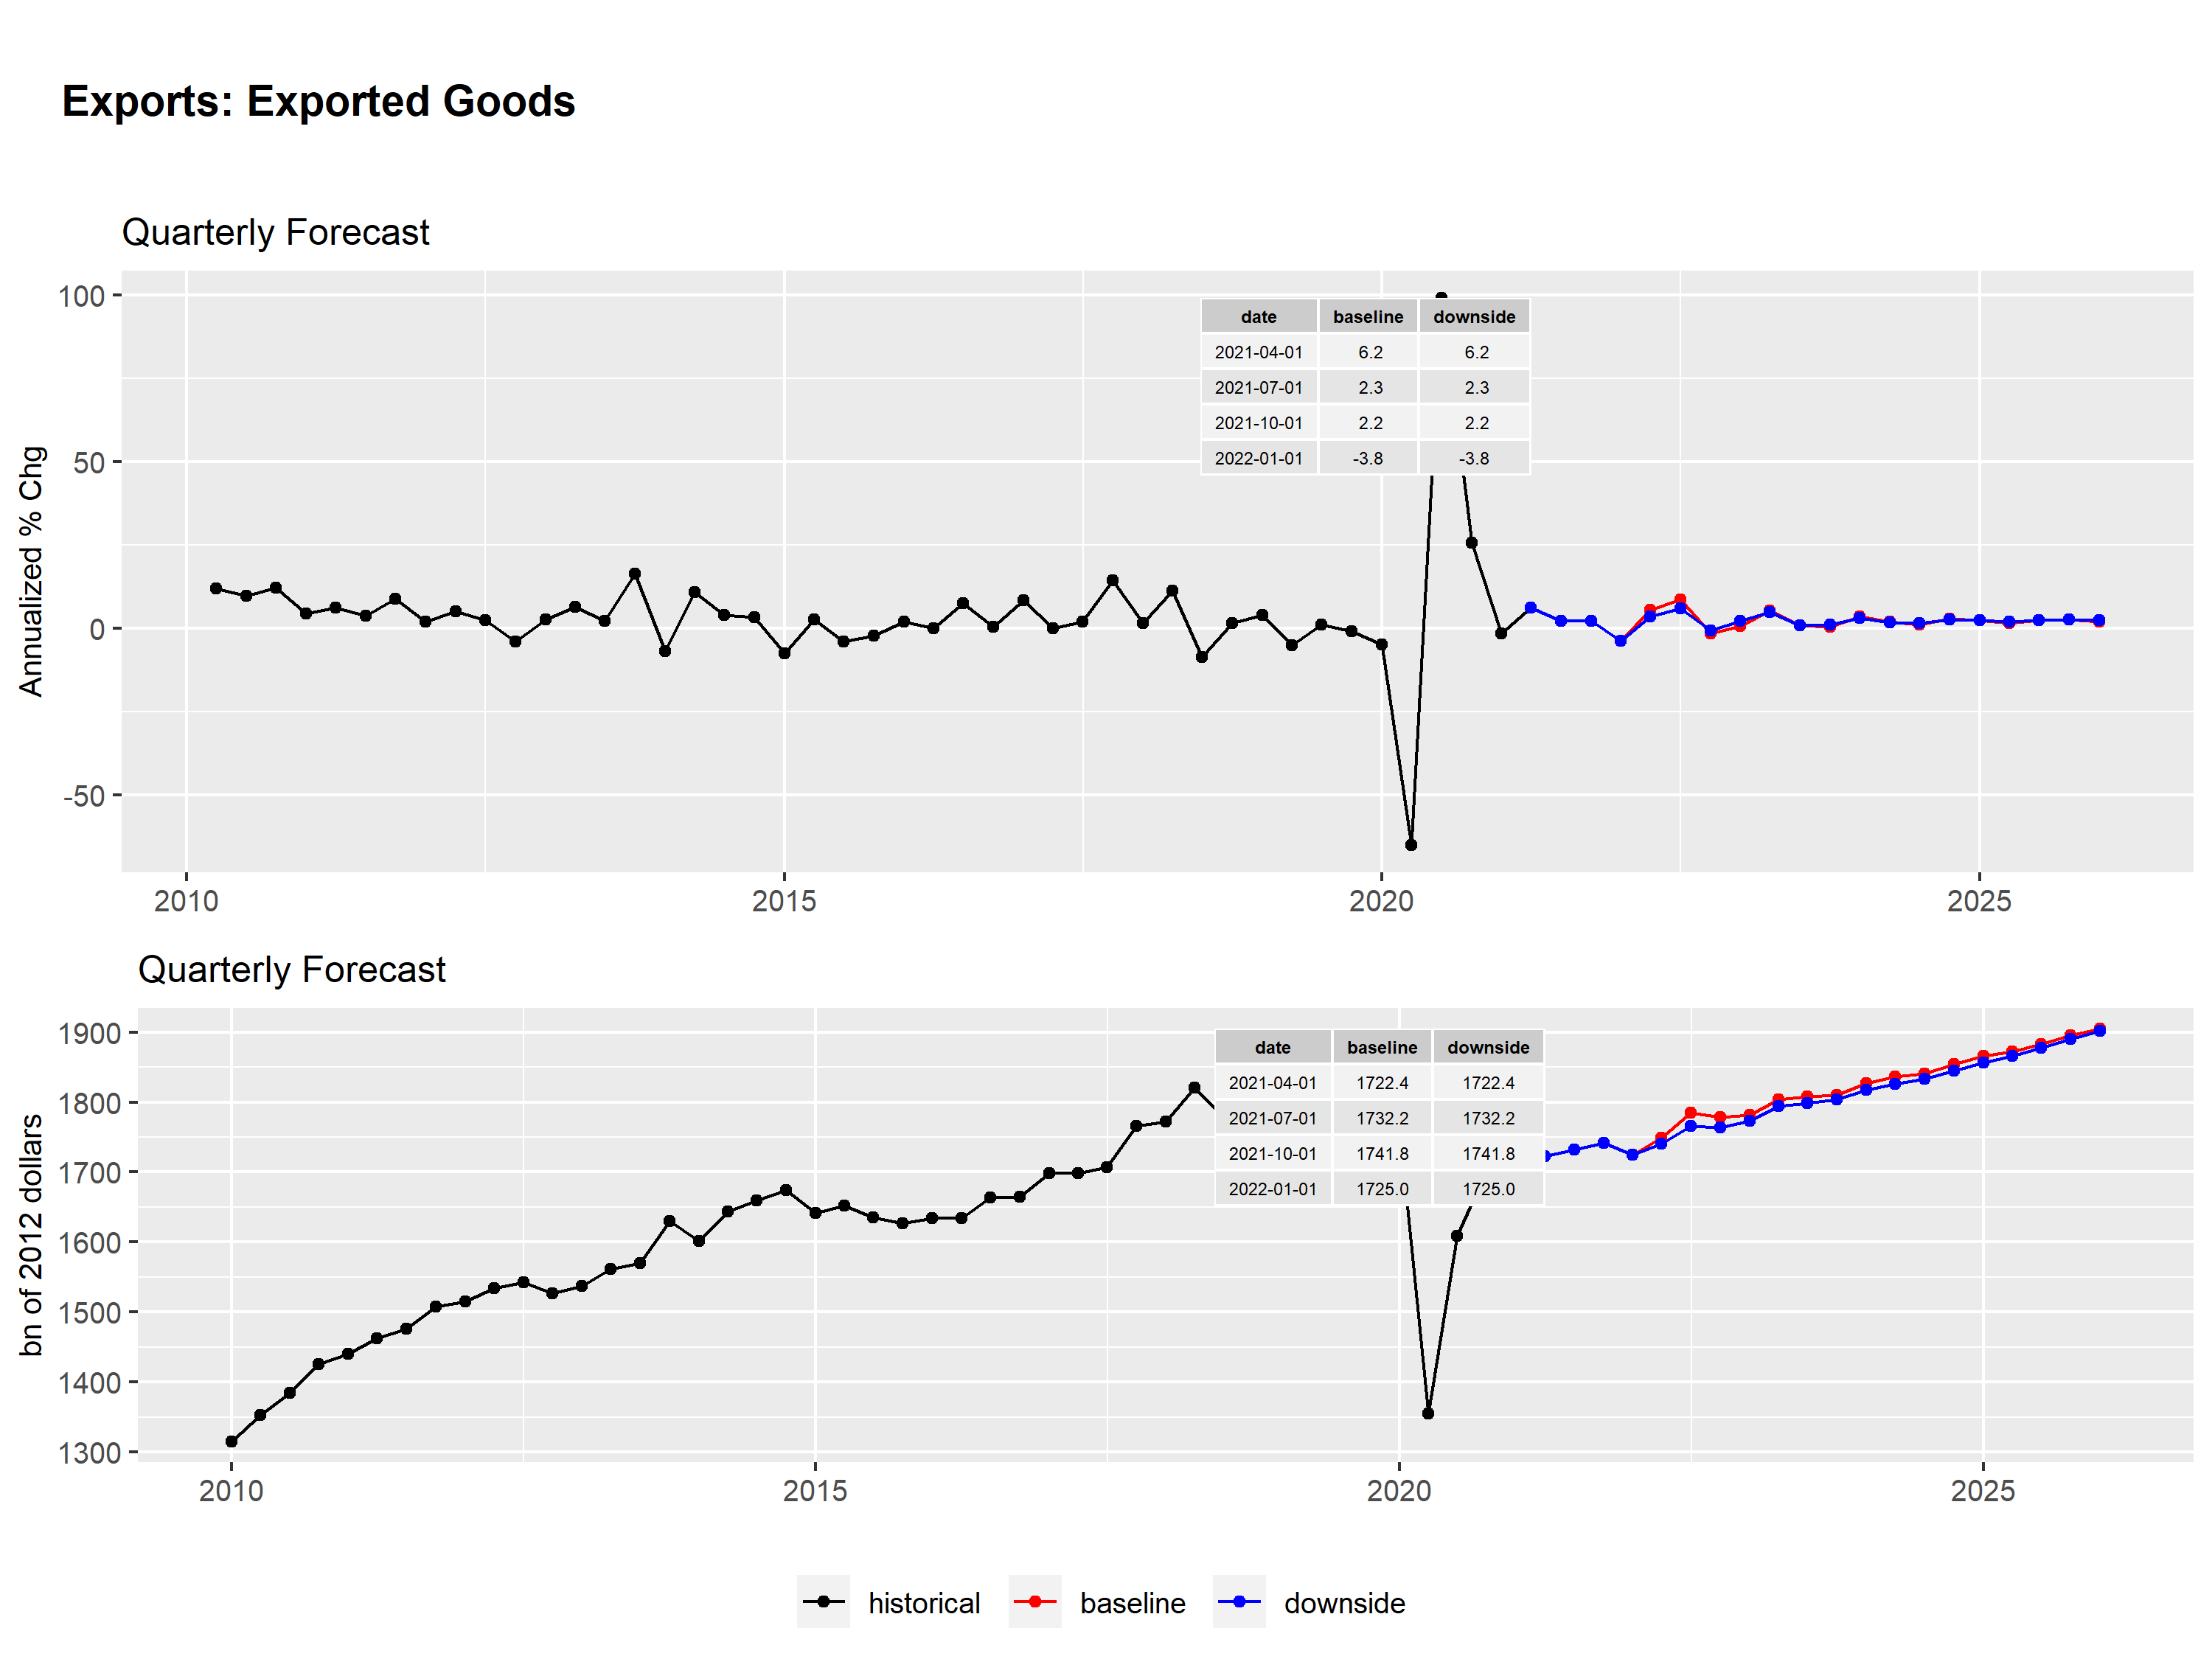 Exports: Exported Goods
Quarterly Forecast
Annualized % Chg
100
50
0
-50
date baseline downside
2021-04-01 6.2 6.2
2021-07-01 2.3 2.3
2021-10-01 2.2 2.2
2022-01-01 -3.8 -3.8
2010 2015 2020 2025
Quarterly Forecast
bn of 2012 dollars
1900
1800
1700
1600
1500
1400
1300
date baseline downside
2021-04-01 1722.4 1722.4
2021-07-01 1732.2 1732.2
2021-10-01 1741.8 1741.8
2022-01-01 1725.0 1725.0
2010 2015 2020 2025
historical baseline downside